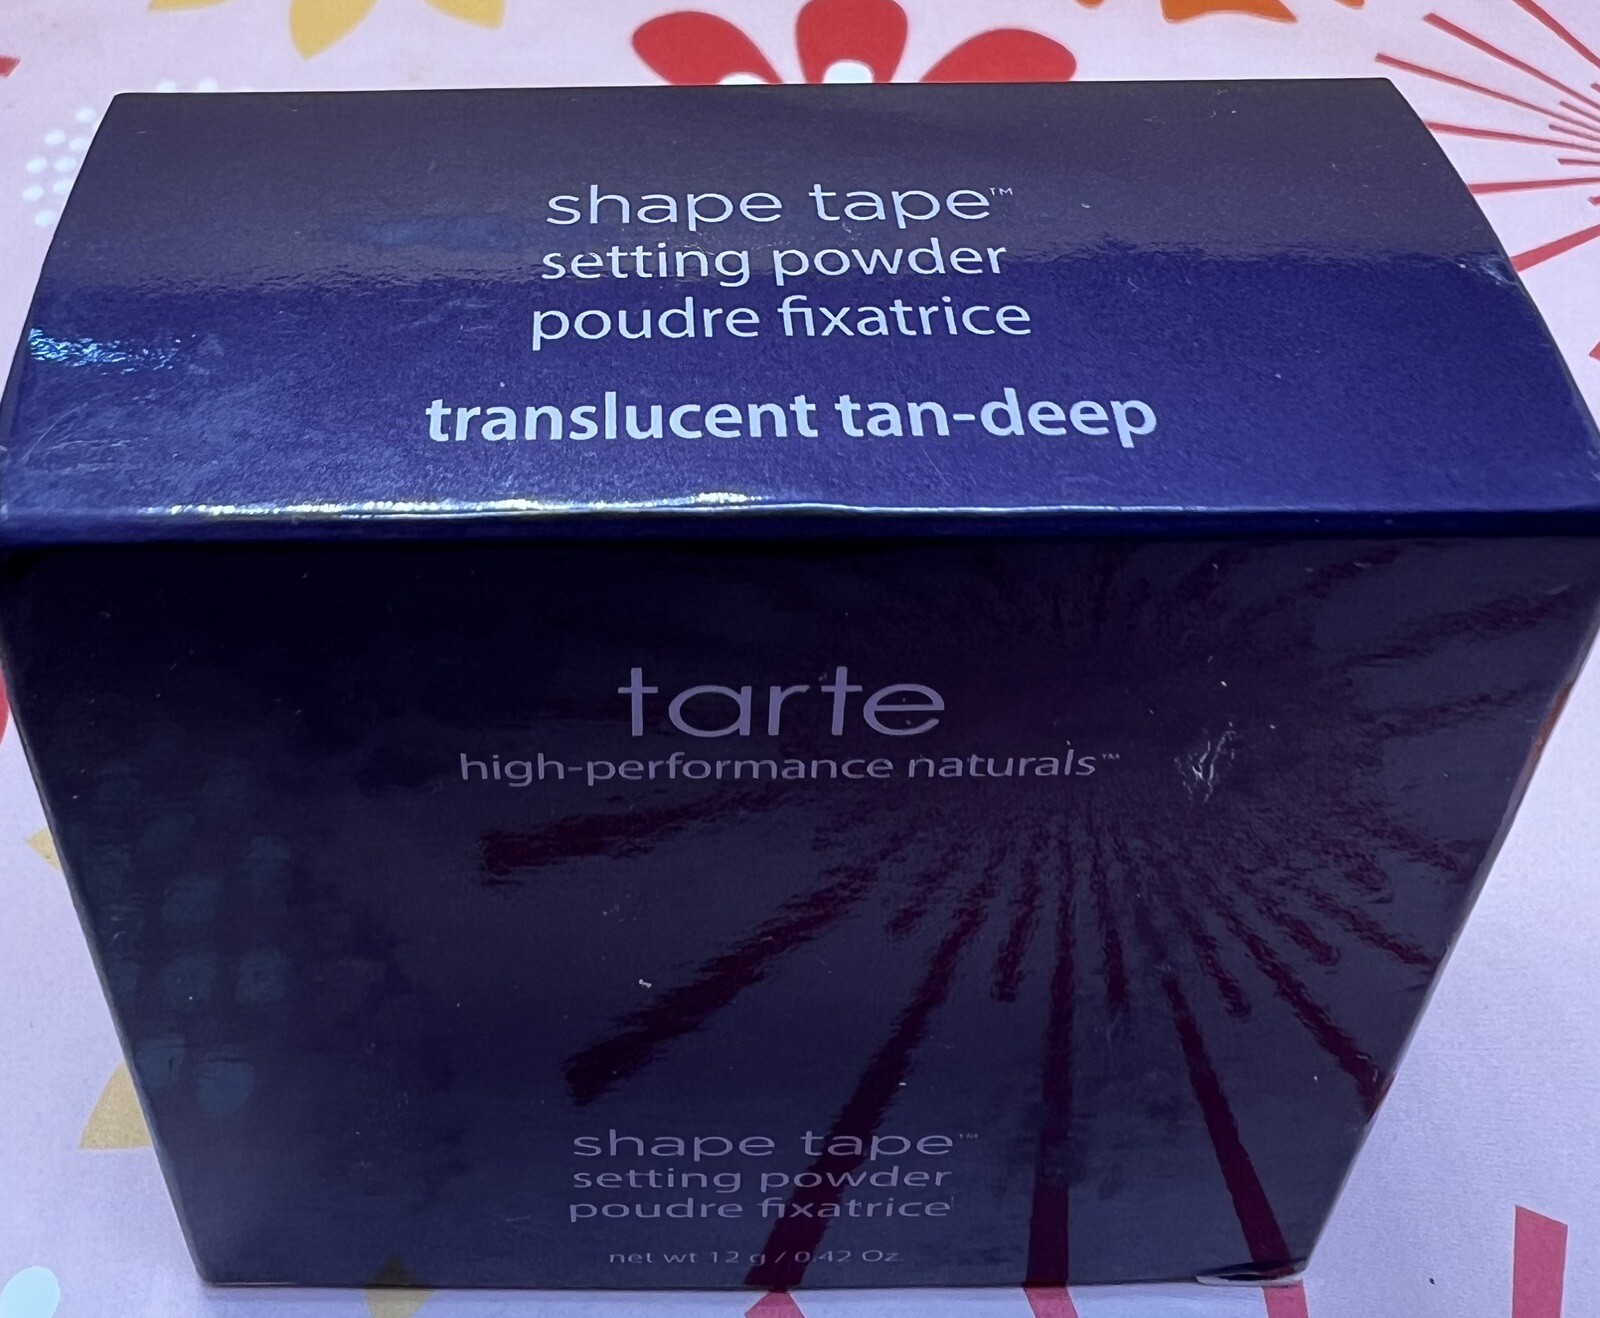 shape tape™
setting powder
poudre fixatrice
translucent tan-deep
tarte
high-performance naturals™
shape tape™
setting powder
poudre fixatrice
net wt 12 g / 0.42 Oz.